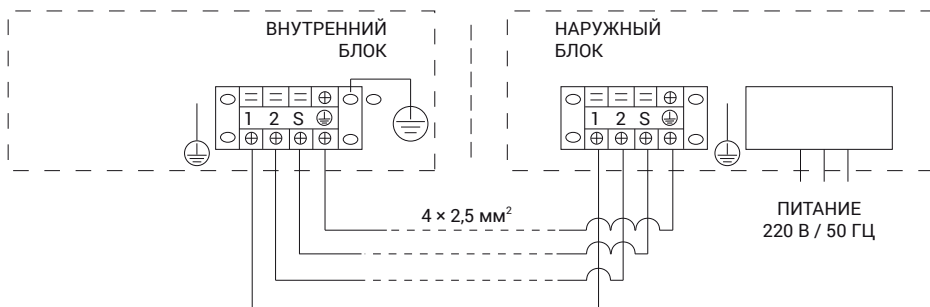 ВНУТРЕННИЙ
БЛОК
НАРУЖНЫЙ
БЛОК
1 2 S
1 2 S
4 × 2,5 мм²
ПИТАНИЕ
220 В / 50 ГЦ